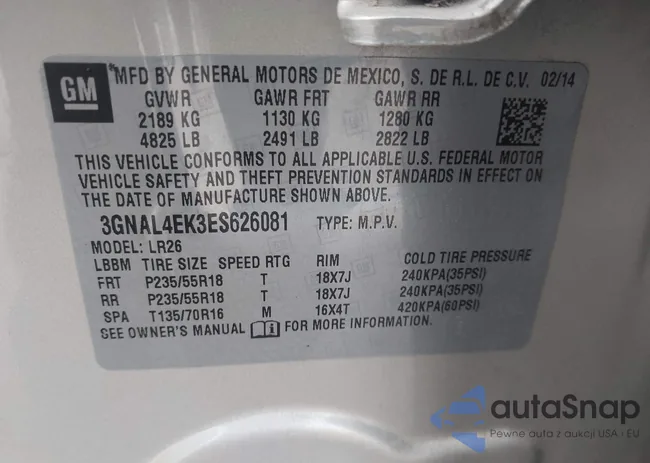 GM *MFD BY GENERAL MOTORS DE MEXICO, S. DE R.L. DE C.V. 02/14
GVWR GAWR FRT GAWR RR
2189 KG 1130 KG 1280 KG
4825 LB 2491 LB 2822 LB
THIS VEHICLE CONFORMS TO ALL APPLICABLE U.S. FEDERAL MOTOR
VEHICLE SAFETY AND THEFT PREVENTION STANDARDS IN EFFECT ON
THE DATE OF MANUFACTURE SHOWN ABOVE.
3GNAL4EK3ES626081 TYPE: M.P.V.
MODEL: LR26
LBBM TIRE SIZE SPEED RTG RIM COLD TIRE PRESSURE
FRT P235/55R18 T 18X7J 240KPA(35PSI)
RR P235/55R18 T 18X7J 240KPA(35PSI)
SPA T135/70R16 M 16X4T 420KPA(60PSI)
SEE OWNER'S MANUAL FOR MORE INFORMATION.
autaSnap
Pewne auta z aukcji USA i EU